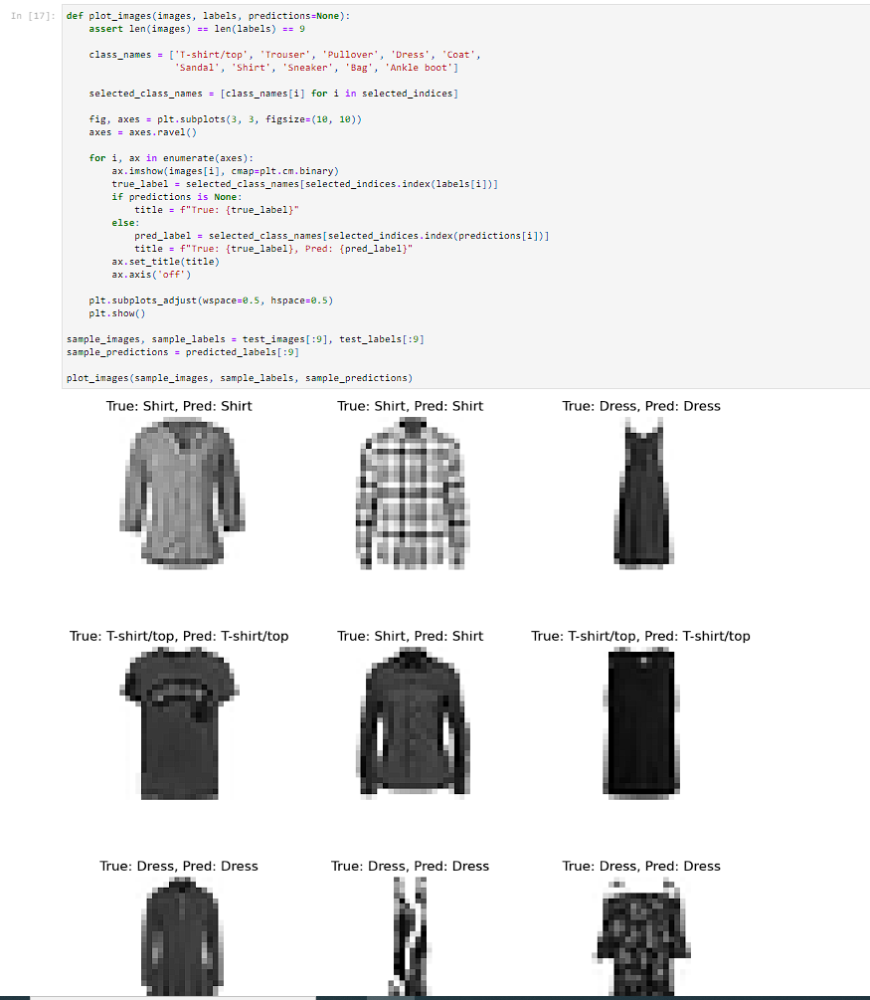 In [17]:
def plot_images(images, labels, predictions=None):
    assert len(images) == len(labels) == 9
    class_names = ['T-shirt/top', 'Trouser', 'Pullover', 'Dress', 'Coat',
                   'Sandal', 'Shirt', 'Sneaker', 'Bag', 'Ankle boot']
    selected_class_names = [class_names[i] for i in selected_indices]
    fig, axes = plt.subplots(3, 3, figsize=(10, 10))
    axes = axes.ravel()
    for i, ax in enumerate(axes):
        ax.imshow(images[i], cmap=plt.cm.binary)
        true_label = selected_class_names[selected_indices.index(labels[i])]
        if predictions is None:
            title = f"True: {true_label}"
        else:
            pred_label = selected_class_names[selected_indices.index(predictions[i])]
            title = f"True: {true_label}, Pred: {pred_label}"
        ax.set_title(title)
        ax.axis('off')
    plt.subplots_adjust(wspace=0.5, hspace=0.5)
    plt.show()
sample_images, sample_labels = test_images[:9], test_labels[:9]
sample_predictions = predicted_labels[:9]
plot_images(sample_images, sample_labels, sample_predictions)
True: Shirt, Pred: Shirt
True: Shirt, Pred: Shirt
True: Dress, Pred: Dress
True: T-shirt/top, Pred: T-shirt/top
True: Shirt, Pred: Shirt
True: T-shirt/top, Pred: T-shirt/top
True: Dress, Pred: Dress
True: Dress, Pred: Dress
True: Dress, Pred: Dress